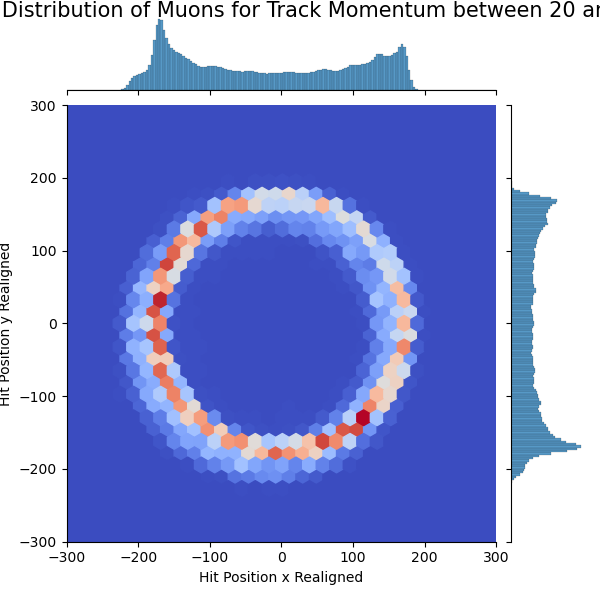 Distribution of Muons for Track Momentum between 20
300
200
100
0
−100
−200
−300
Hit Position y Realigned
−300 −200 −100 0 100 200 300
Hit Position x Realigned